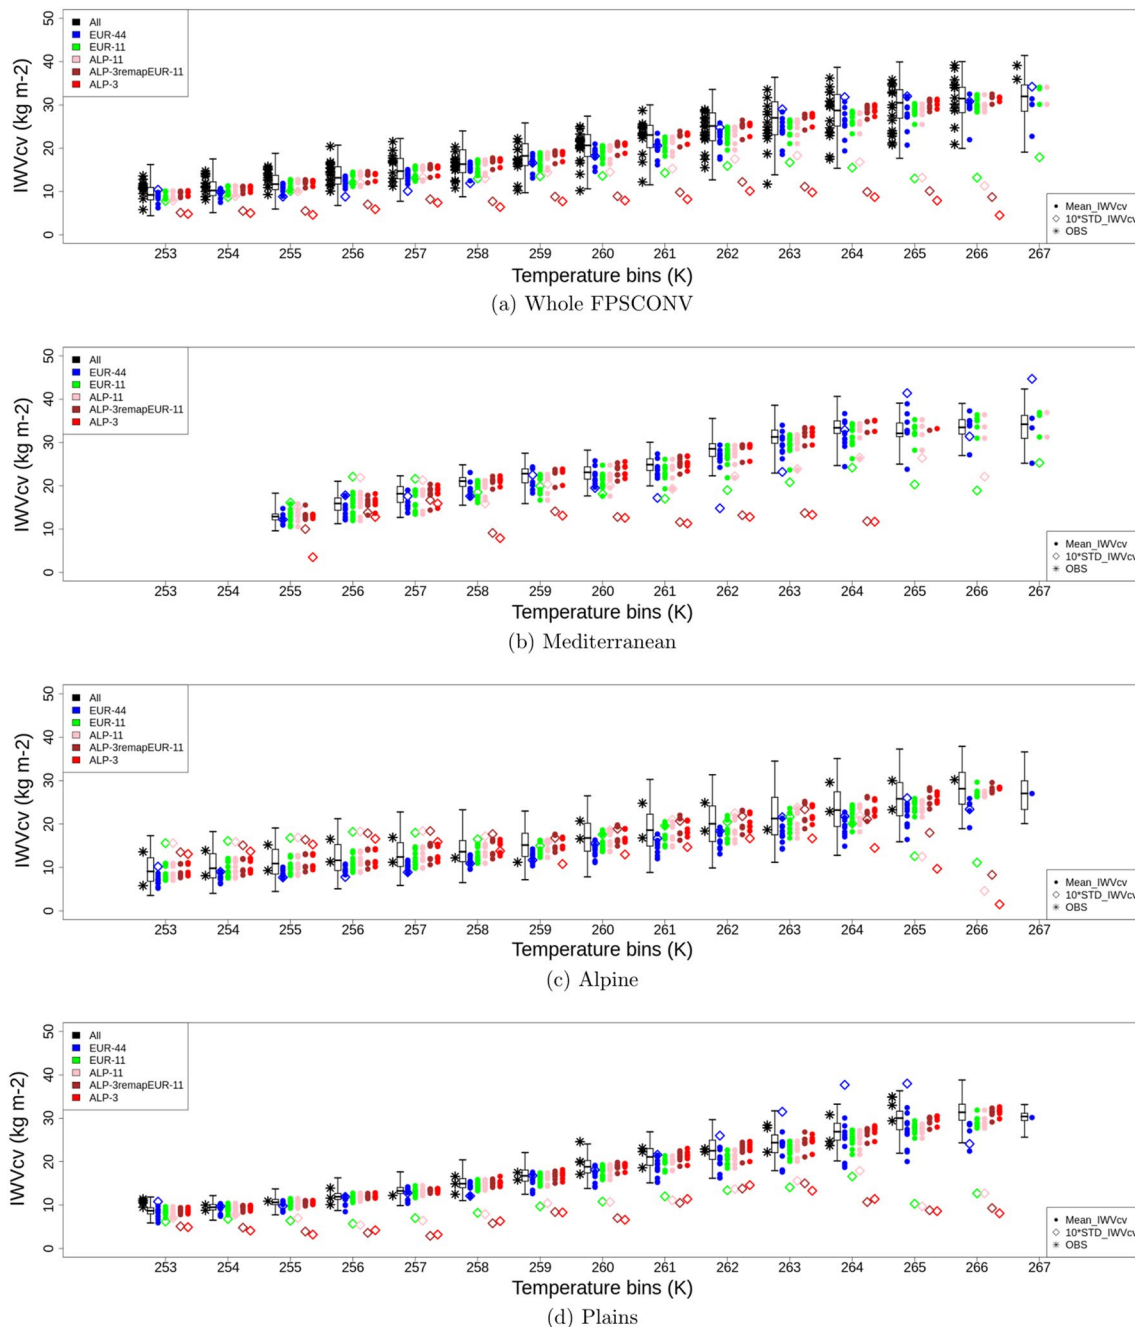 IWVcv (kg m-2)
50
40
30
20
10
0
All
EUR-44
EUR-11
ALP-11
ALP-3remapEUR-11
ALP-3
Mean_IWVcv
10*STD_IWVcv
OBS
253 254 255 256 257 258 259 260 261 262 263 264 265 266 267
Temperature bins (K)
(a) Whole FPSCONV
IWVcv (kg m-2)
50
40
30
20
10
0
All
EUR-44
EUR-11
ALP-11
ALP-3remapEUR-11
ALP-3
Mean_IWVcv
10*STD_IWVcv
OBS
253 254 255 256 257 258 259 260 261 262 263 264 265 266 267
Temperature bins (K)
(b) Mediterranean
IWVcv (kg m-2)
50
40
30
20
10
0
All
EUR-44
EUR-11
ALP-11
ALP-3remapEUR-11
ALP-3
Mean_IWVcv
10*STD_IWVcv
OBS
253 254 255 256 257 258 259 260 261 262 263 264 265 266 267
Temperature bins (K)
(c) Alpine
IWVcv (kg m-2)
50
40
30
20
10
0
All
EUR-44
EUR-11
ALP-11
ALP-3remapEUR-11
ALP-3
Mean_IWVcv
10*STD_IWVcv
OBS
253 254 255 256 257 258 259 260 261 262 263 264 265 266 267
Temperature bins (K)
(d) Plains